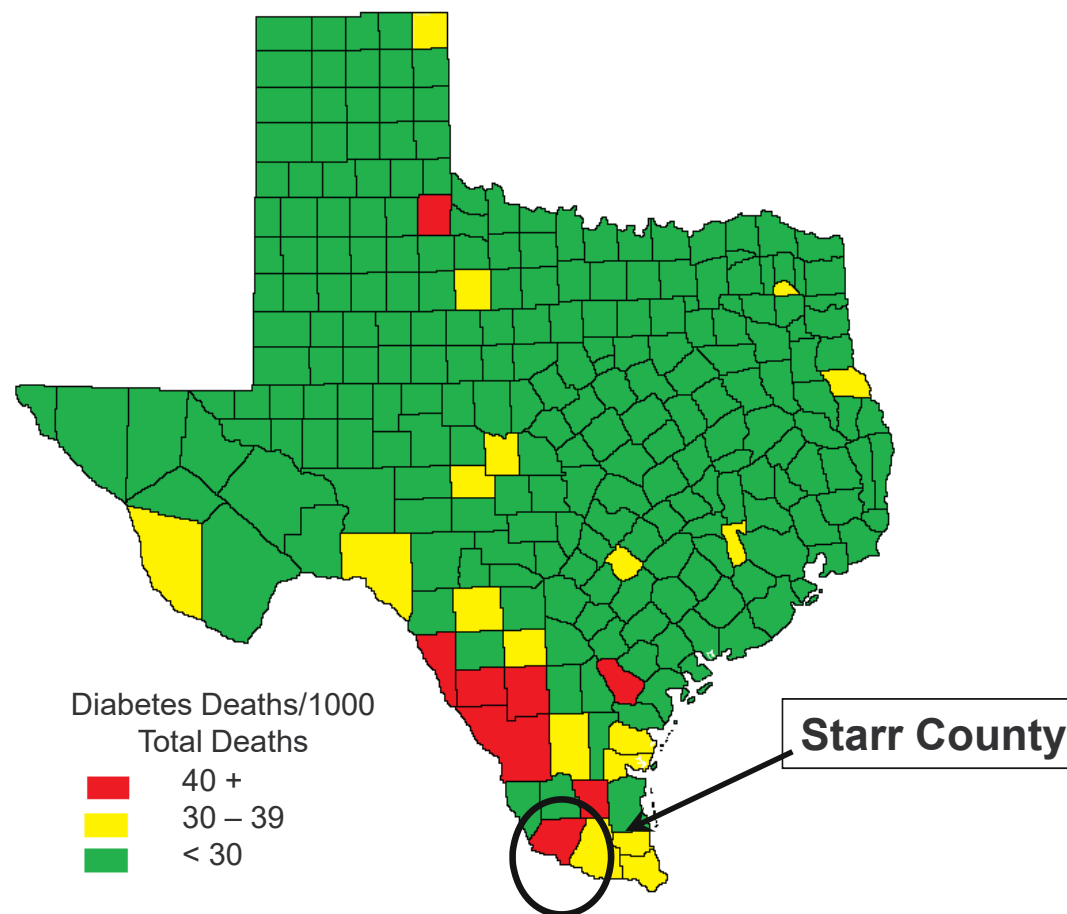 Diabetes Deaths/1000
Total Deaths
40 +
30 – 39
< 30
Starr County